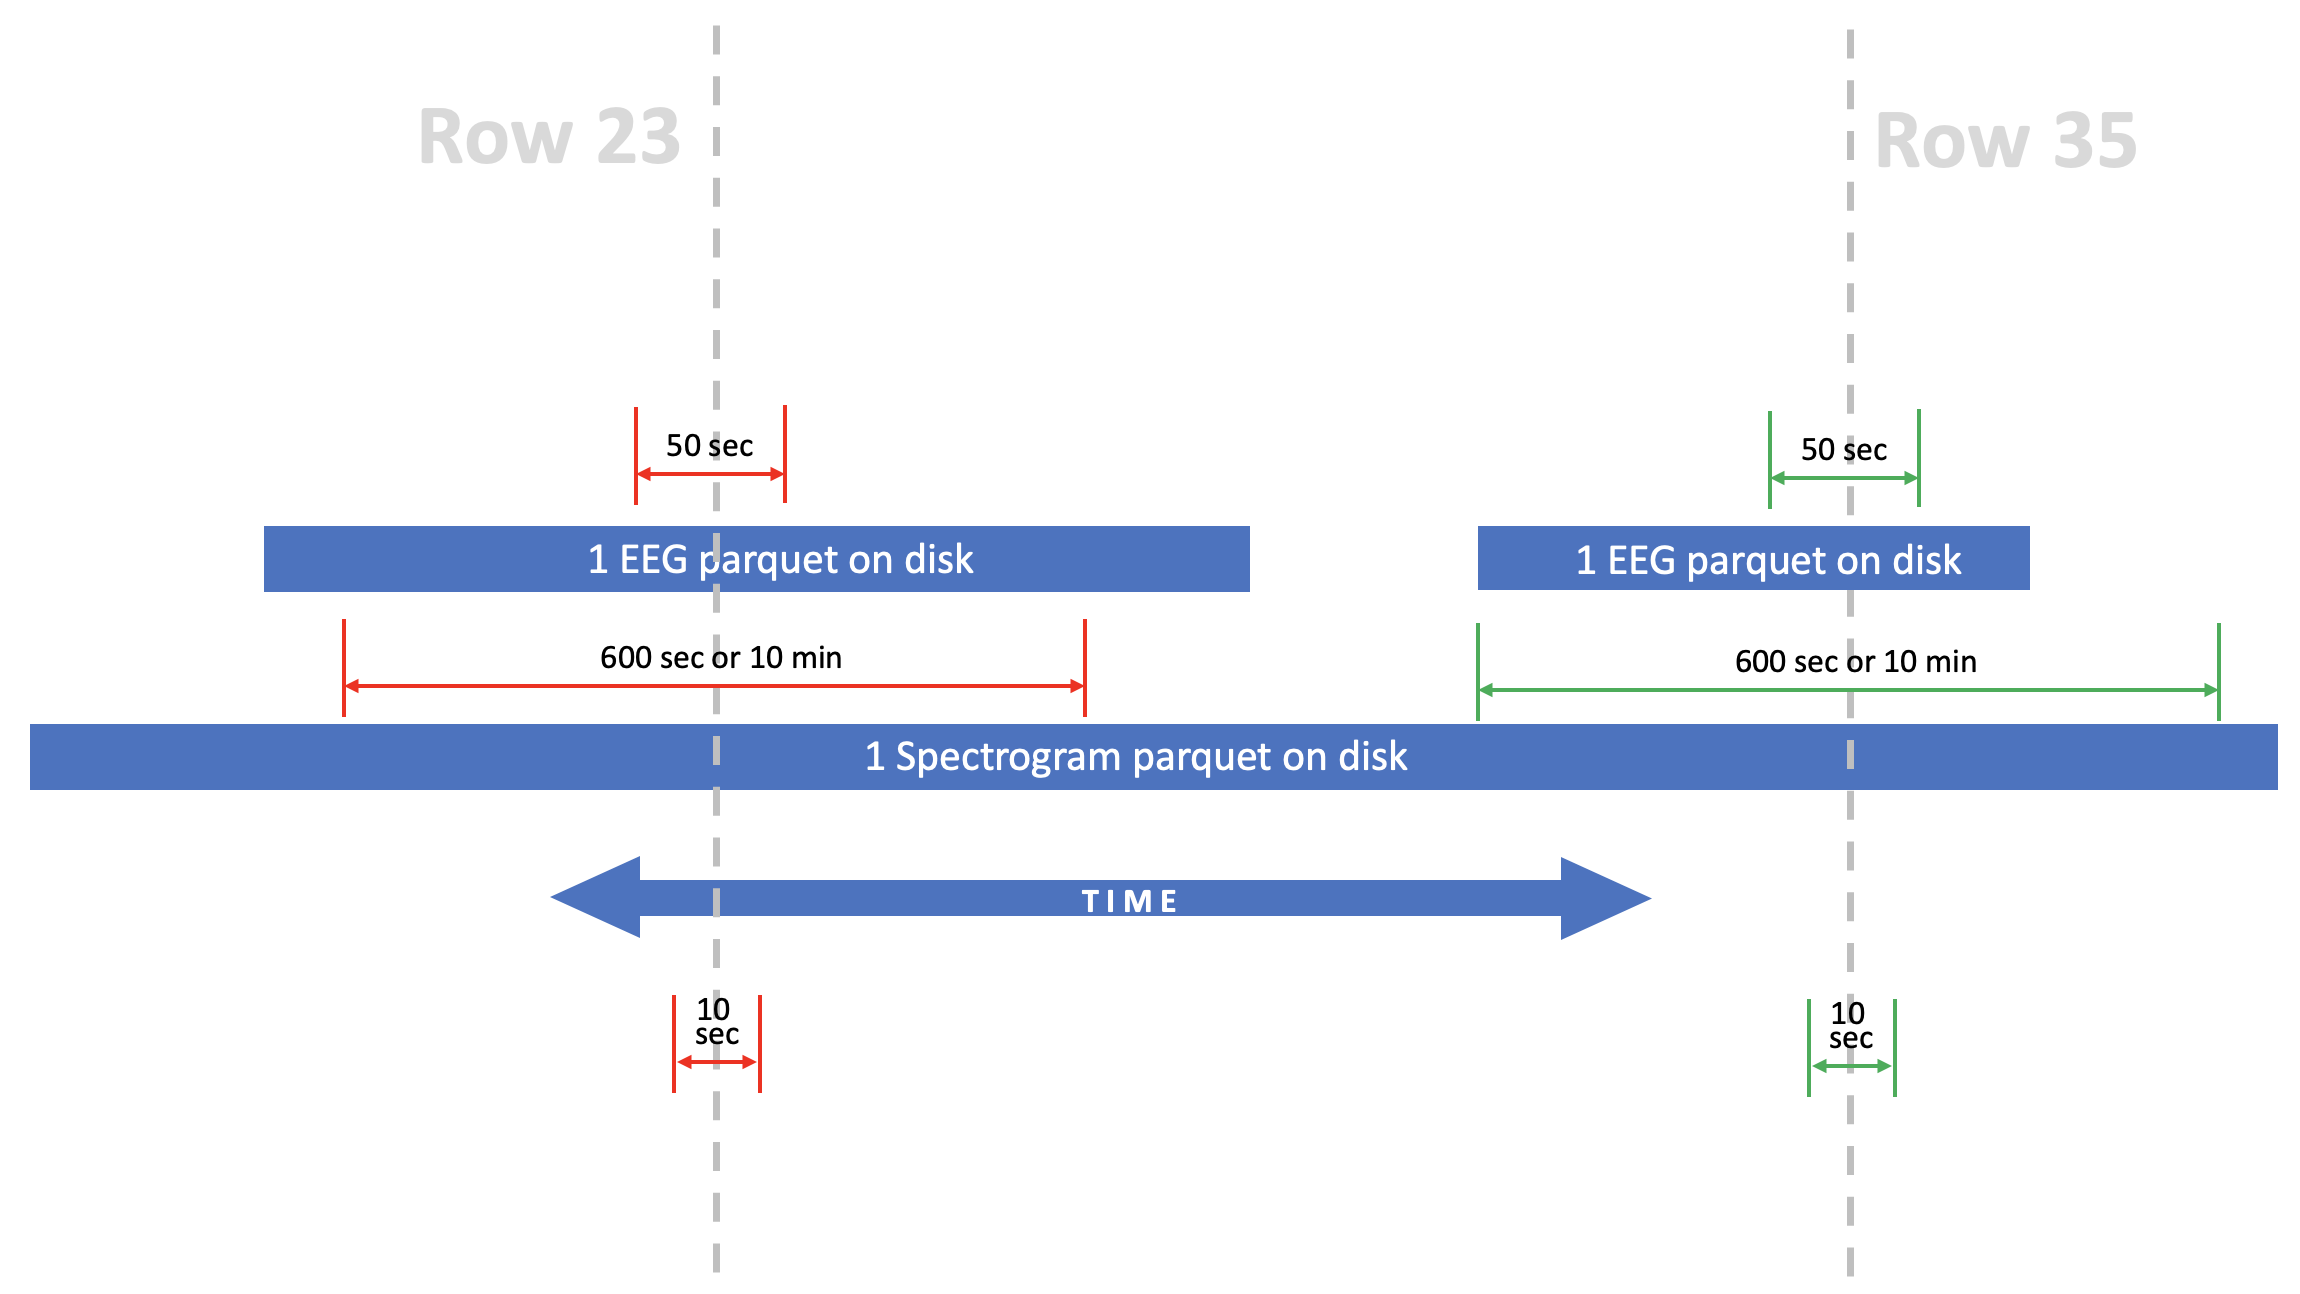 Row 23
Row 35
50 sec
50 sec
1 EEG parquet on disk
1 EEG parquet on disk
600 sec or 10 min
600 sec or 10 min
1 Spectrogram parquet on disk
TIME
10
sec
10
sec